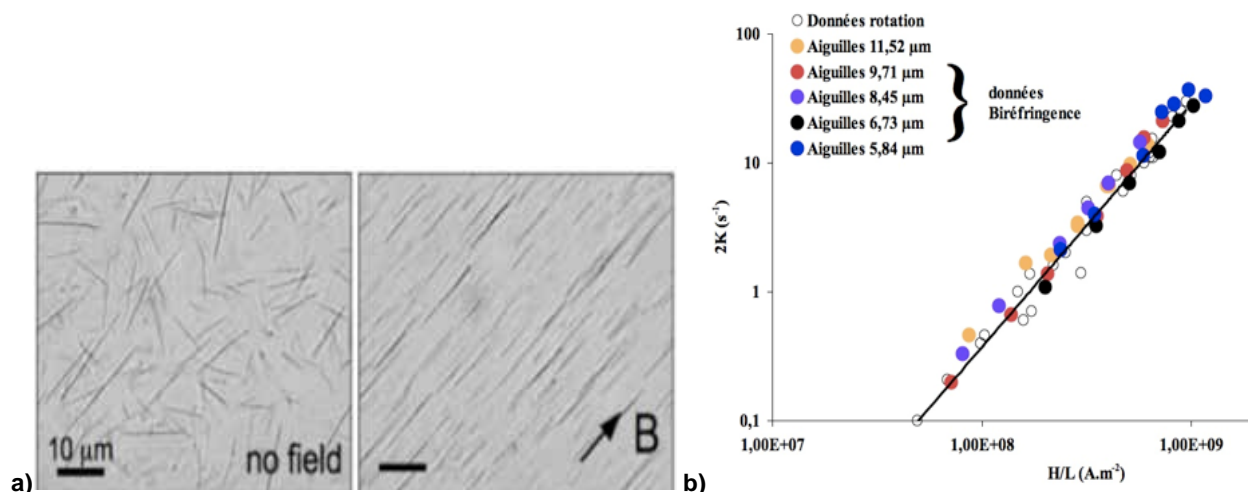 a)
10 µm
no field
B
b)
Données rotation
Aiguilles 11,52 µm
Aiguilles 9,71 µm
Aiguilles 8,45 µm
Aiguilles 6,73 µm
Aiguilles 5,84 µm
données
Biréfringence
2K (s⁻¹)
100
10
1
0,1
1,00E+07
1,00E+08
1,00E+09
H/L (A.m⁻²)